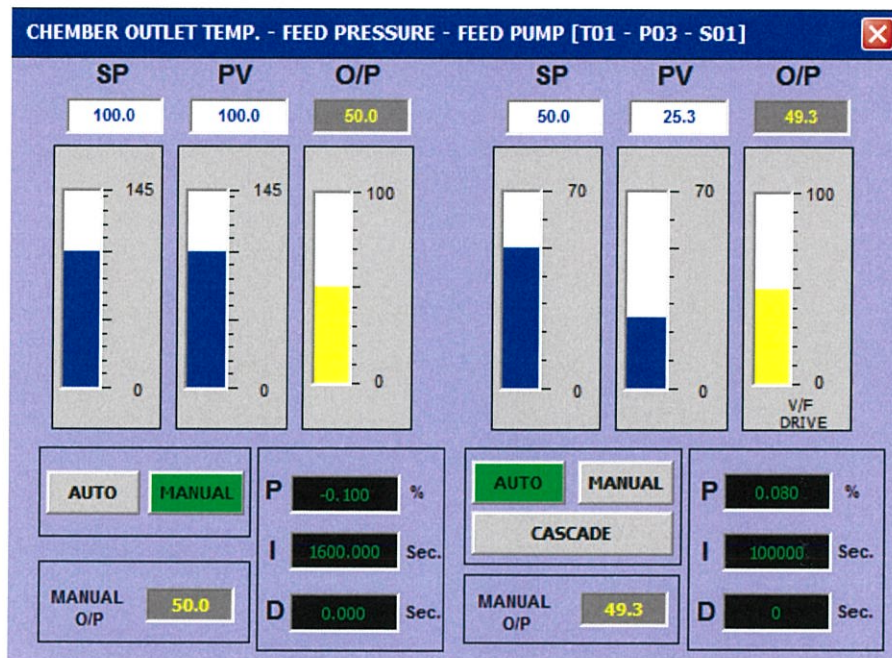 CHEMBER OUTLET TEMP. - FEED PRESSURE - FEED PUMP [T01 - P03 - S01]
SP PV O/P SP PV O/P
100.0 100.0 50.0 50.0 25.3 49.3
145 145 100 70 70 100
0 0 0 0 0 0
V/F
DRIVE
AUTO MANUAL
P -0.100 %
I 1600.000 Sec.
D 0.000 Sec.
MANUAL
O/P
50.0
AUTO MANUAL
CASCADE
P 0.080 %
I 100000 Sec.
D 0 Sec.
MANUAL
O/P
49.3